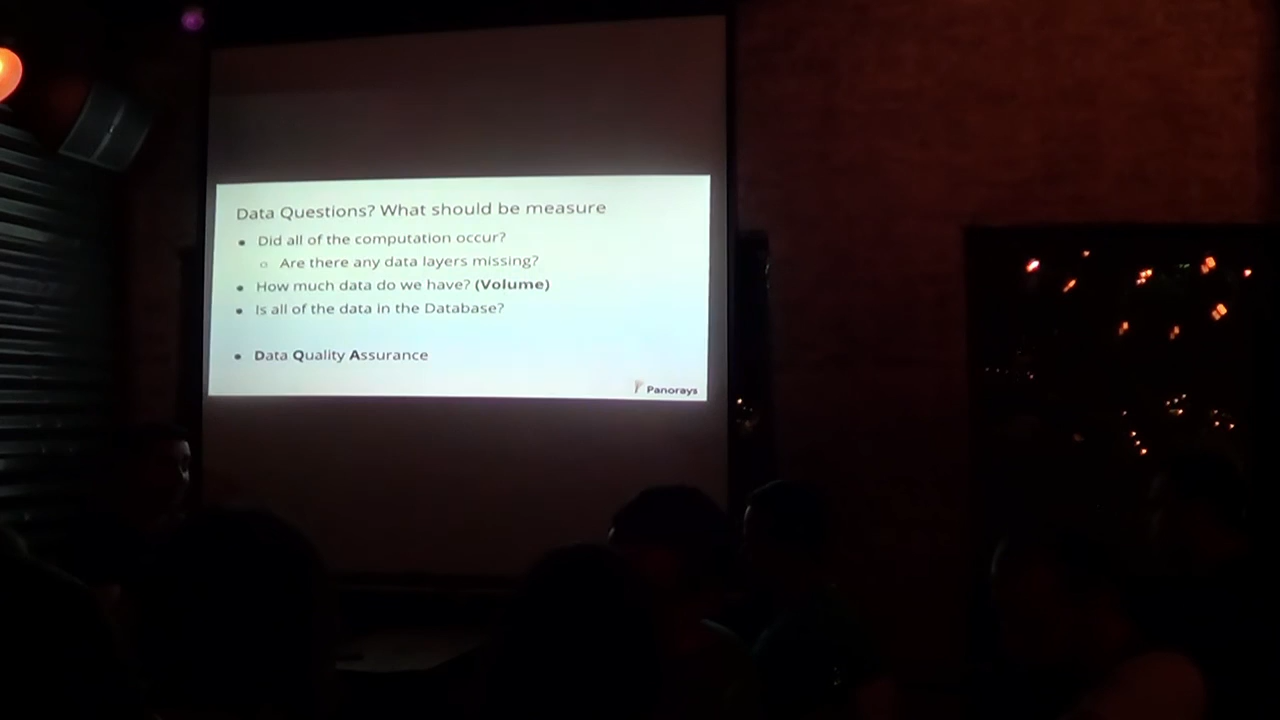 Data Questions? What should be measure
• Did all of the computation occur?
○ Are there any data layers missing?
• How much data do we have? (Volume)
• Is all of the data in the Database?
• Data Quality Assurance
Panorays